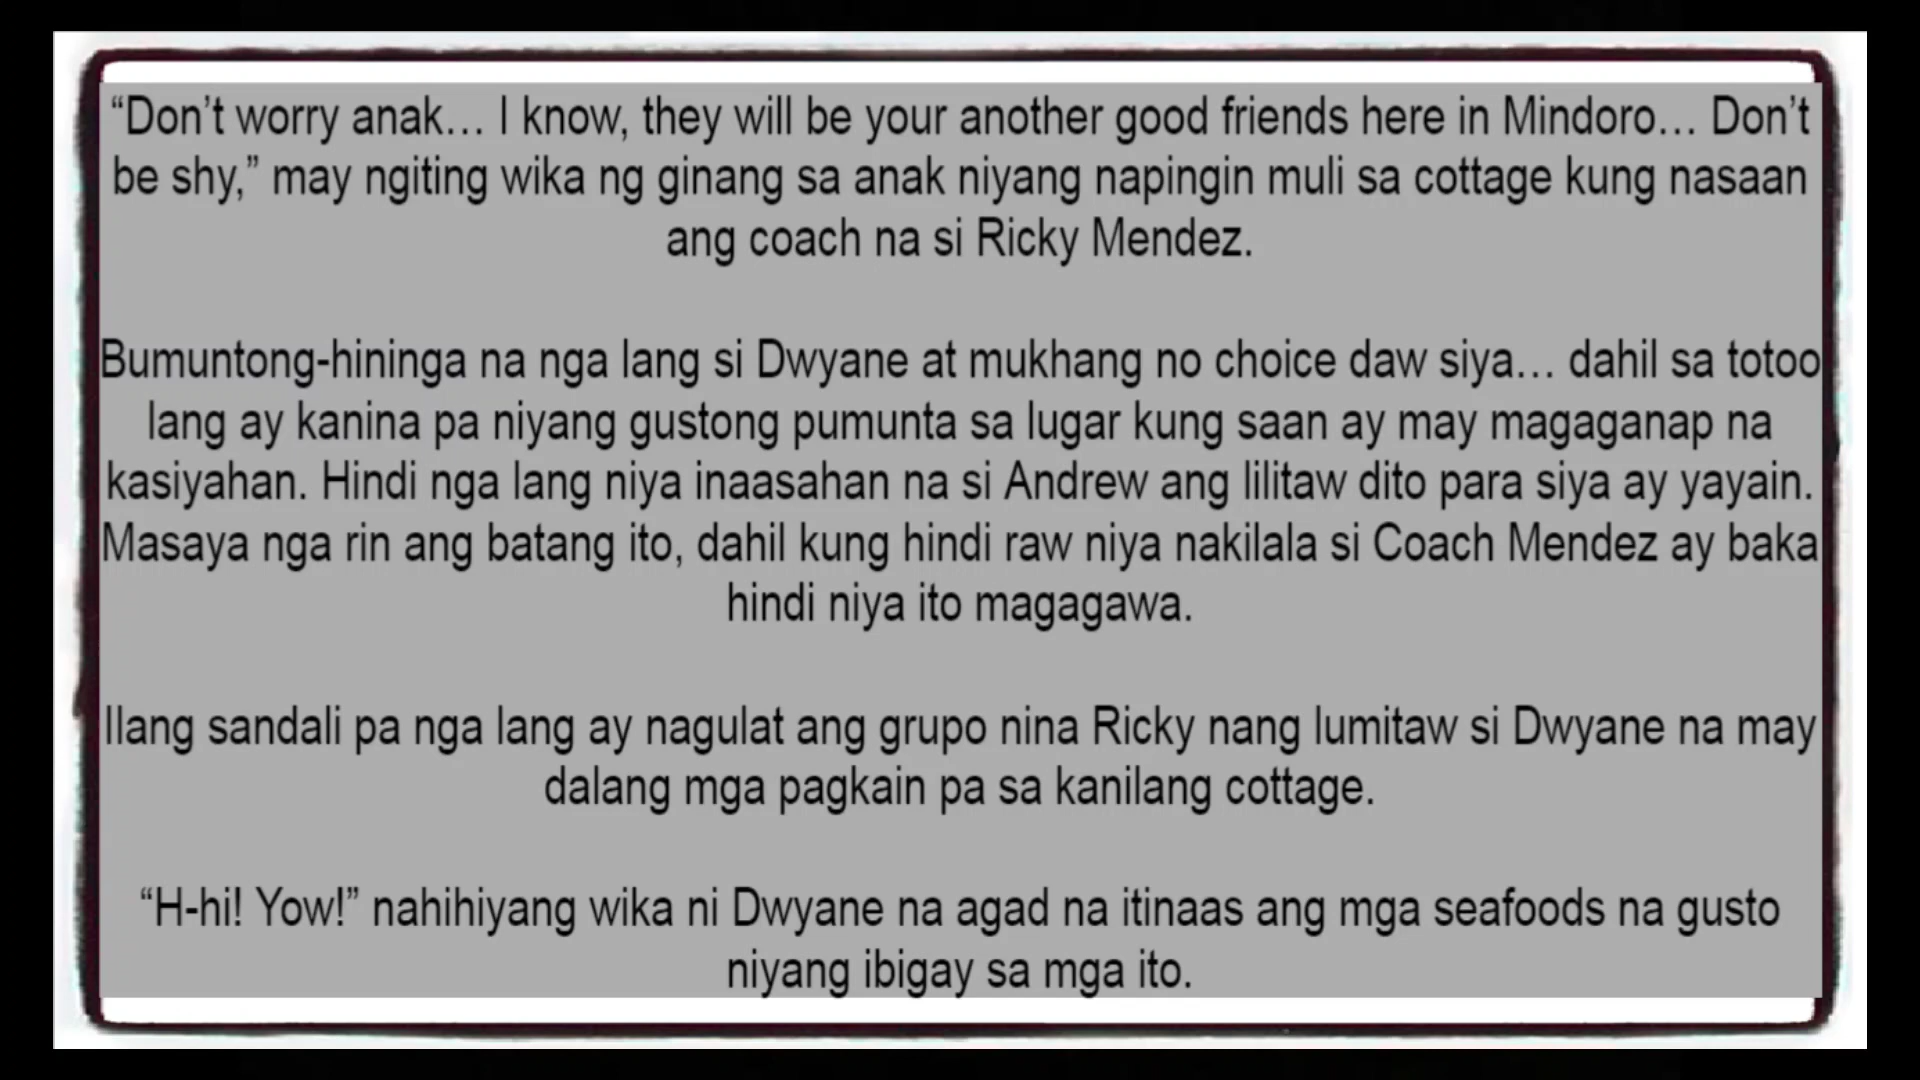 “Don’t worry anak… I know, they will be your another good friends here in Mindoro… Don’t
be shy,” may ngiting wika ng ginang sa anak niyang napingin muli sa cottage kung nasaan
ang coach na si Ricky Mendez.
Bumuntong-hininga na nga lang si Dwyane at mukhang no choice daw siya… dahil sa totoo
lang ay kanina pa niyang gustong pumunta sa lugar kung saan ay may magaganap na
kasiyahan. Hindi nga lang niya inaasahan na si Andrew ang lilitaw dito para siya ay yayain.
Masaya nga rin ang batang ito, dahil kung hindi raw niya nakilala si Coach Mendez ay baka
hindi niya ito magagawa.
Ilang sandali pa nga lang ay nagulat ang grupo nina Ricky nang lumitaw si Dwyane na may
dalang mga pagkain pa sa kanilang cottage.
“H-hi! Yow!” nahihiyang wika ni Dwyane na agad na itinaas ang mga seafoods na gusto
niyang ibigay sa mga ito.